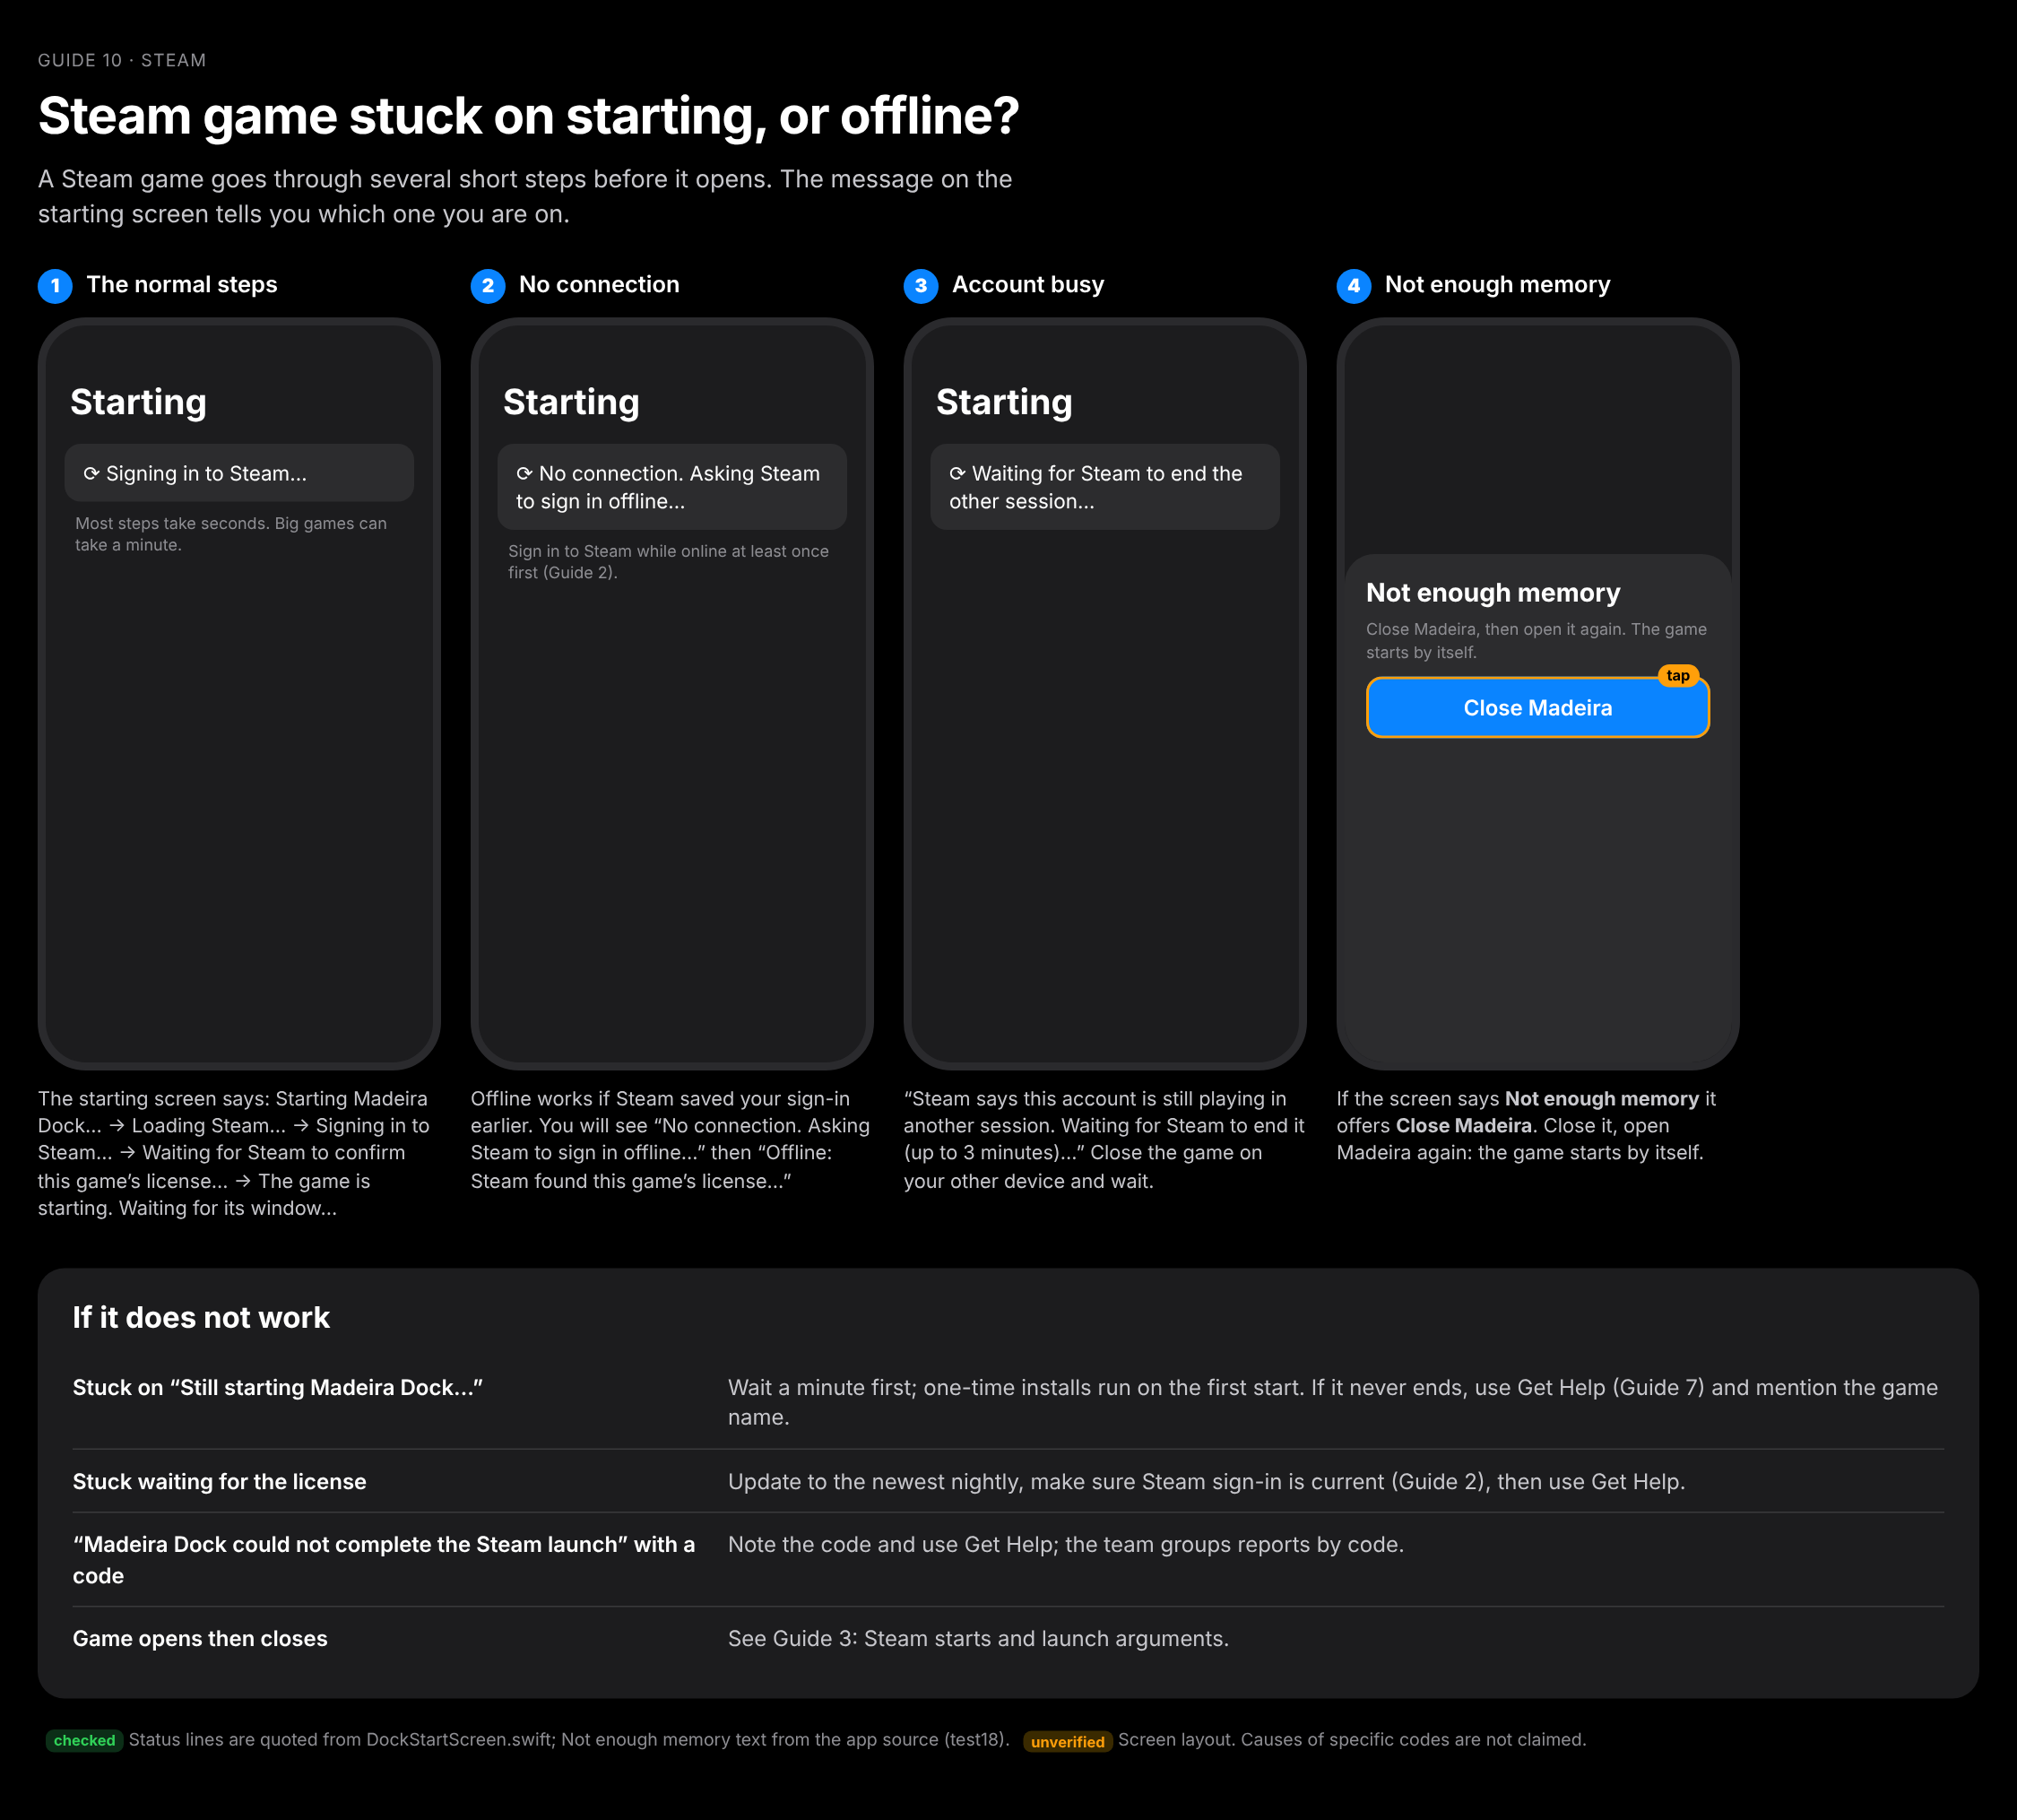 GUIDE 10 · STEAM
Steam game stuck on starting, or offline?
A Steam game goes through several short steps before it opens. The message on the
starting screen tells you which one you are on.
1 The normal steps
Starting
⟳ Signing in to Steam…
Most steps take seconds. Big games can
take a minute.
The starting screen says: Starting Madeira
Dock… → Loading Steam… → Signing in to
Steam… → Waiting for Steam to confirm
this game’s license… → The game is
starting. Waiting for its window…
2 No connection
Starting
⟳ No connection. Asking Steam
to sign in offline…
Sign in to Steam while online at least once
first (Guide 2).
Offline works if Steam saved your sign-in
earlier. You will see “No connection. Asking
Steam to sign in offline…” then “Offline:
Steam found this game’s license…”
3 Account busy
Starting
⟳ Waiting for Steam to end the
other session…
“Steam says this account is still playing in
another session. Waiting for Steam to end it
(up to 3 minutes)…” Close the game on
your other device and wait.
4 Not enough memory
Not enough memory
Close Madeira, then open it again. The game
starts by itself.
tap
Close Madeira
If the screen says Not enough memory it
offers Close Madeira. Close it, open
Madeira again: the game starts by itself.
If it does not work
Stuck on “Still starting Madeira Dock…”
Wait a minute first; one-time installs run on the first start. If it never ends, use Get Help (Guide 7) and mention the game
name.
Stuck waiting for the license
Update to the newest nightly, make sure Steam sign-in is current (Guide 2), then use Get Help.
“Madeira Dock could not complete the Steam launch” with a
code
Note the code and use Get Help; the team groups reports by code.
Game opens then closes
See Guide 3: Steam starts and launch arguments.
checked Status lines are quoted from DockStartScreen.swift; Not enough memory text from the app source (test18). unverified Screen layout. Causes of specific codes are not claimed.